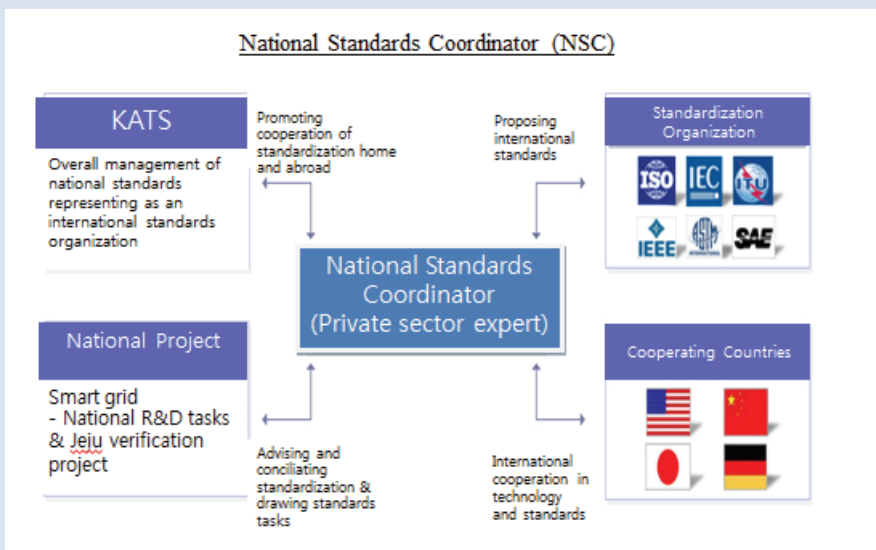 National Standards Coordinator (NSC)
KATS
Overall management of
national standards
representing as an
international standards
organization
Promoting
cooperation of
standardization home
and abroad
Proposing
international
standards
Standardization
Organization
ISO
IEC
ITU
IEEE
ASTM
INTERNATIONAL
SAE
National Standards
Coordinator
(Private sector expert)
National Project
Smart grid
- National R&D tasks
& Jeju verification
project
Advising and
conciliating
standardization &
drawing standards
tasks
International
cooperation in
technology
and standards
Cooperating Countries